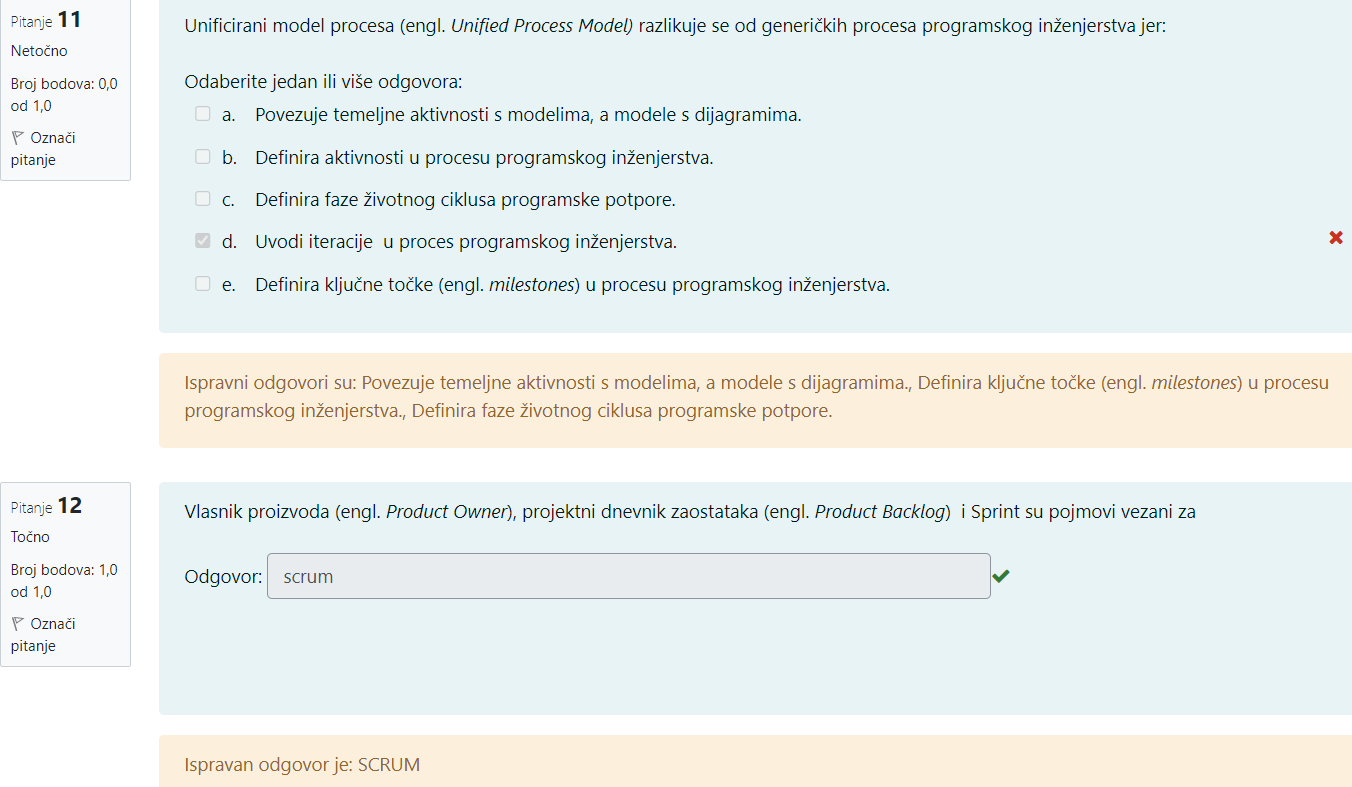 Pitanje 11
Netočno
Broj bodova: 0,0
od 1,0
Označi
pitanje
Unificirani model procesa (engl. Unified Process Model) razlikuje se od generičkih procesa programskog inženjerstva jer:
Odaberite jedan ili više odgovora:
a. Povezuje temeljne aktivnosti s modelima, a modele s dijagramima.
b. Definira aktivnosti u procesu programskog inženjerstva.
c. Definira faze životnog ciklusa programske potpore.
d. Uvodi iteracije u proces programskog inženjerstva.
e. Definira ključne točke (engl. milestones) u procesu programskog inženjerstva.
Ispravni odgovori su: Povezuje temeljne aktivnosti s modelima, a modele s dijagramima., Definira ključne točke (engl. milestones) u procesu
programskog inženjerstva., Definira faze životnog ciklusa programske potpore.
Pitanje 12
Točno
Broj bodova: 1,0
od 1,0
Označi
pitanje
Vlasnik proizvoda (engl. Product Owner), projektni dnevnik zaostataka (engl. Product Backlog) i Sprint su pojmovi vezani za
Odgovor: scrum
Ispravan odgovor je: SCRUM